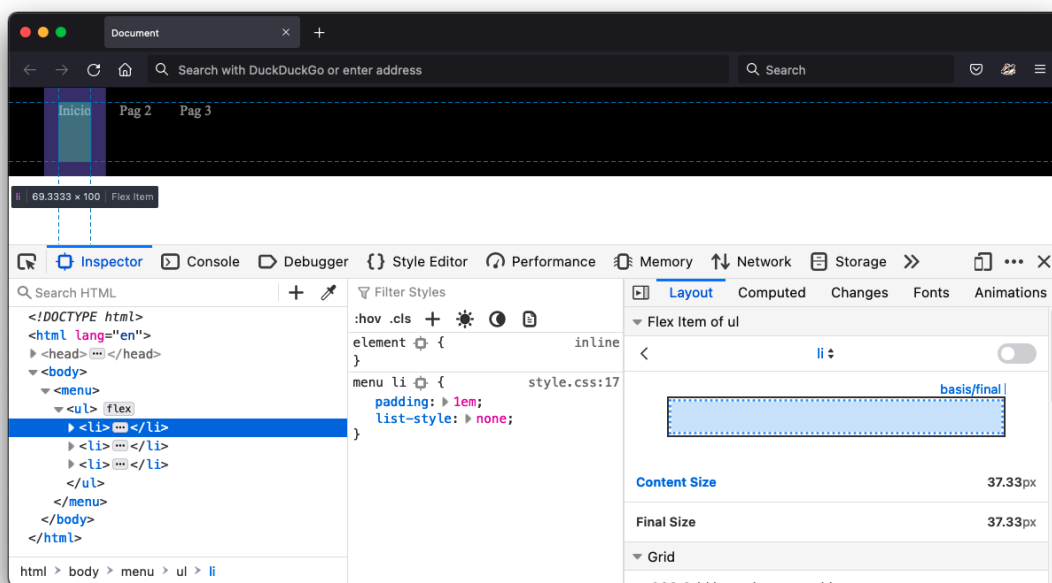 Document
Search with DuckDuckGo or enter address
Search
Inicio Pag 2 Pag 3
li 69.3333 × 100 Flex Item
Inspector Console Debugger Style Editor Performance Memory Network Storage
Search HTML
<!DOCTYPE html>
<html lang="en">
<head> ⋯ </head>
<body>
<menu>
<ul> flex
<li> ⋯ </li>
<li> ⋯ </li>
<li> ⋯ </li>
</ul>
</menu>
</body>
</html>
html > body > menu > ul > li
Filter Styles
:hov .cls
element { inline
}
menu li { style.css:17
padding: 1em;
list-style: none;
}
Layout Computed Changes Fonts Animations
Flex Item of ul
li
basis/final
Content Size 37.33px
Final Size 37.33px
Grid